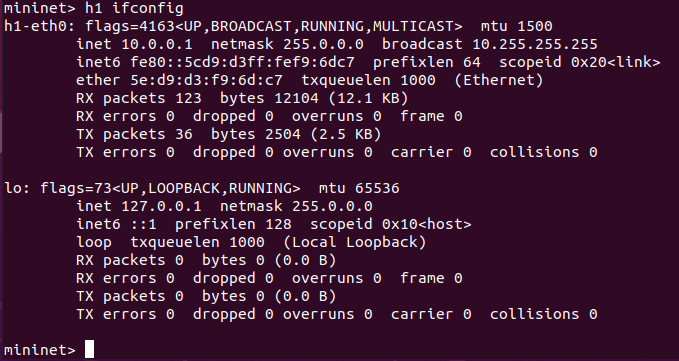 mininet> h1 ifconfig
h1-eth0: flags=4163<UP,BROADCAST,RUNNING,MULTICAST>  mtu 1500
        inet 10.0.0.1  netmask 255.0.0.0  broadcast 10.255.255.255
        inet6 fe80::5cd9:d3ff:fef9:6dc7  prefixlen 64  scopeid 0x20<link>
        ether 5e:d9:d3:f9:6d:c7  txqueuelen 1000  (Ethernet)
        RX packets 123  bytes 12104 (12.1 KB)
        RX errors 0  dropped 0  overruns 0  frame 0
        TX packets 36  bytes 2504 (2.5 KB)
        TX errors 0  dropped 0 overruns 0  carrier 0  collisions 0

lo: flags=73<UP,LOOPBACK,RUNNING>  mtu 65536
        inet 127.0.0.1  netmask 255.0.0.0
        inet6 ::1  prefixlen 128  scopeid 0x10<host>
        loop  txqueuelen 1000  (Local Loopback)
        RX packets 0  bytes 0 (0.0 B)
        RX errors 0  dropped 0  overruns 0  frame 0
        TX packets 0  bytes 0 (0.0 B)
        TX errors 0  dropped 0 overruns 0  carrier 0  collisions 0

mininet>